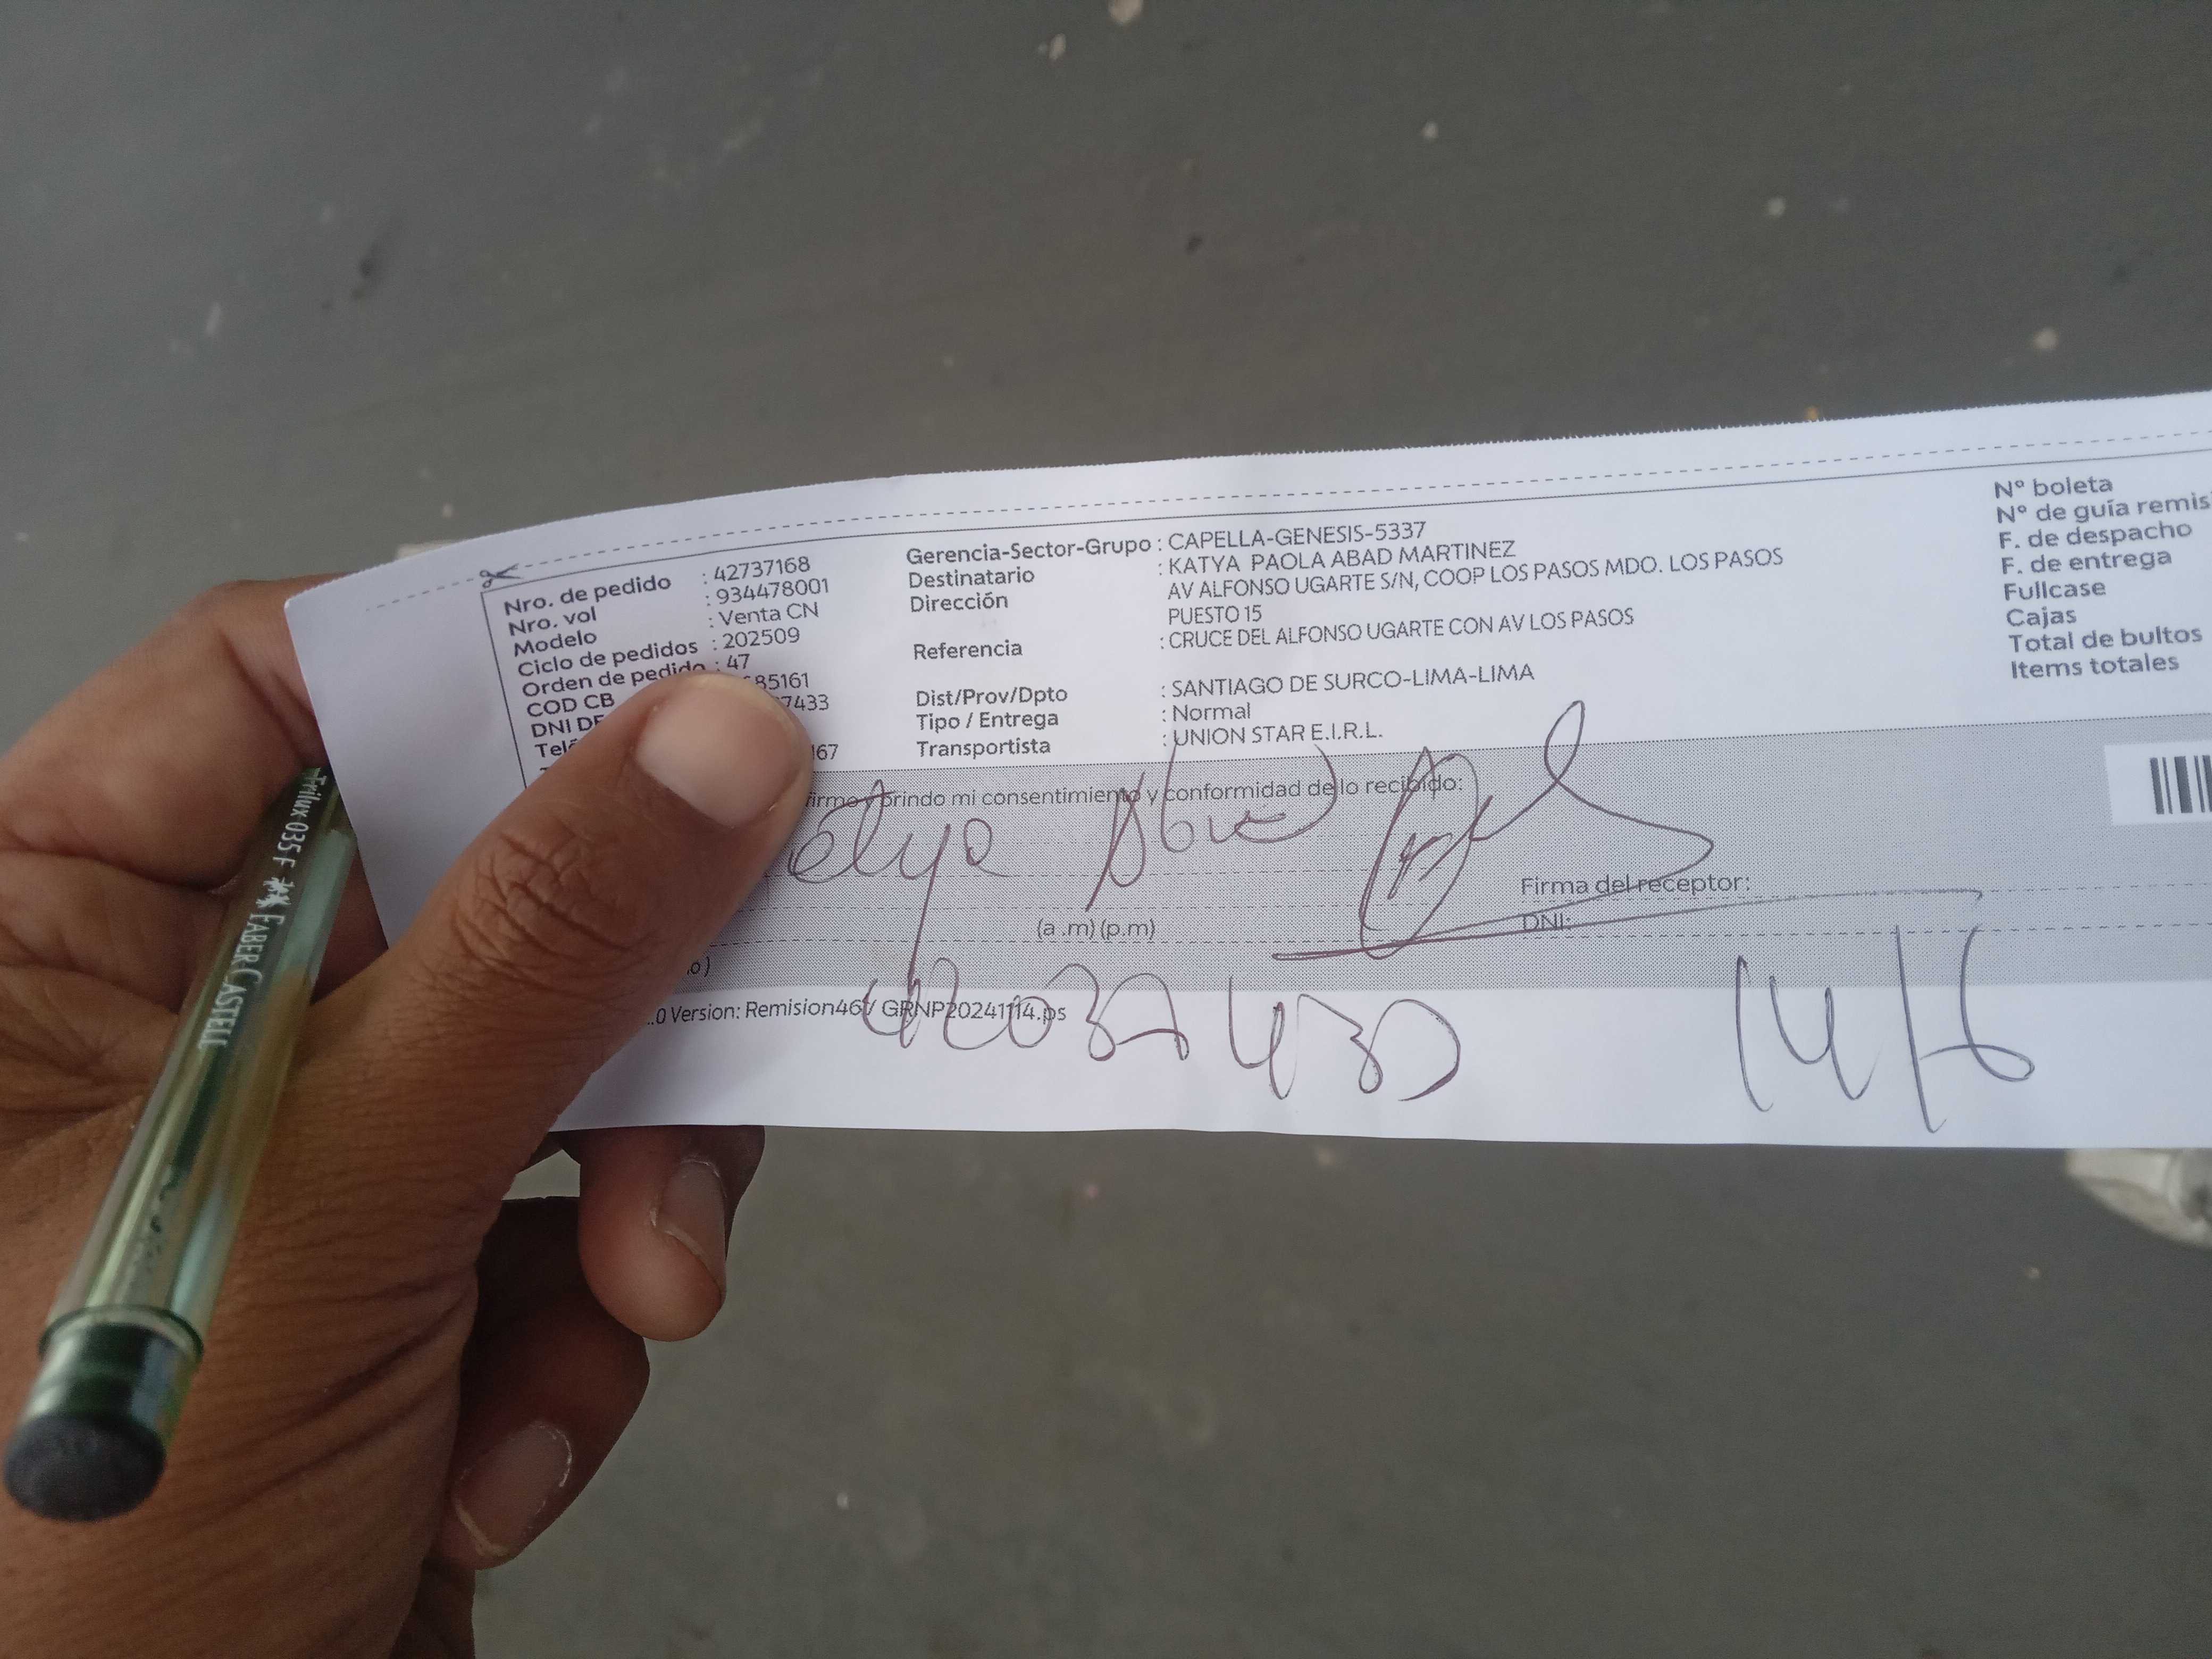 Nro. de pedido : 42737168
Nro. vol : 934478001
Modelo : Venta CN
Ciclo de pedidos : 202509
Orden de pedido : 47
COD CB 85161
DNI DE 7433
Telé 167
Gerencia-Sector-Grupo : CAPELLA-GENESIS-5337
Destinatario : KATYA PAOLA ABAD MARTINEZ
Dirección AV ALFONSO UGARTE S/N, COOP LOS PASOS MDO. LOS PASOS
PUESTO 15
Referencia : CRUCE DEL ALFONSO UGARTE CON AV LOS PASOS
Dist/Prov/Dpto : SANTIAGO DE SURCO-LIMA-LIMA
Tipo / Entrega : Normal
Transportista : UNION STAR E.I.R.L.
N° boleta
N° de guía remis
F. de despacho
F. de entrega
Fullcase
Cajas
Total de bultos
Items totales
firmo y brindo mi consentimiento y conformidad de lo recibido:
Firma del receptor:
(a .m) (p.m)
DNI:
.0 Version: Remision46 / GRNP20241114.ps
14/6
Trilux 035 F FABER CASTELL